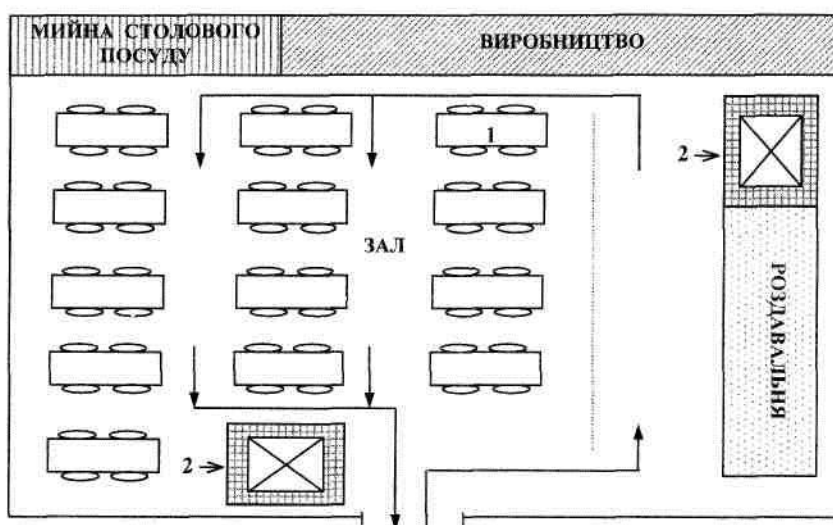 МИЙНА СТОЛОВОГО
ПОСУДУ
ВИРОБНИЦТВО
1
2
ЗАЛ
РОЗДАВАЛЬНЯ
2